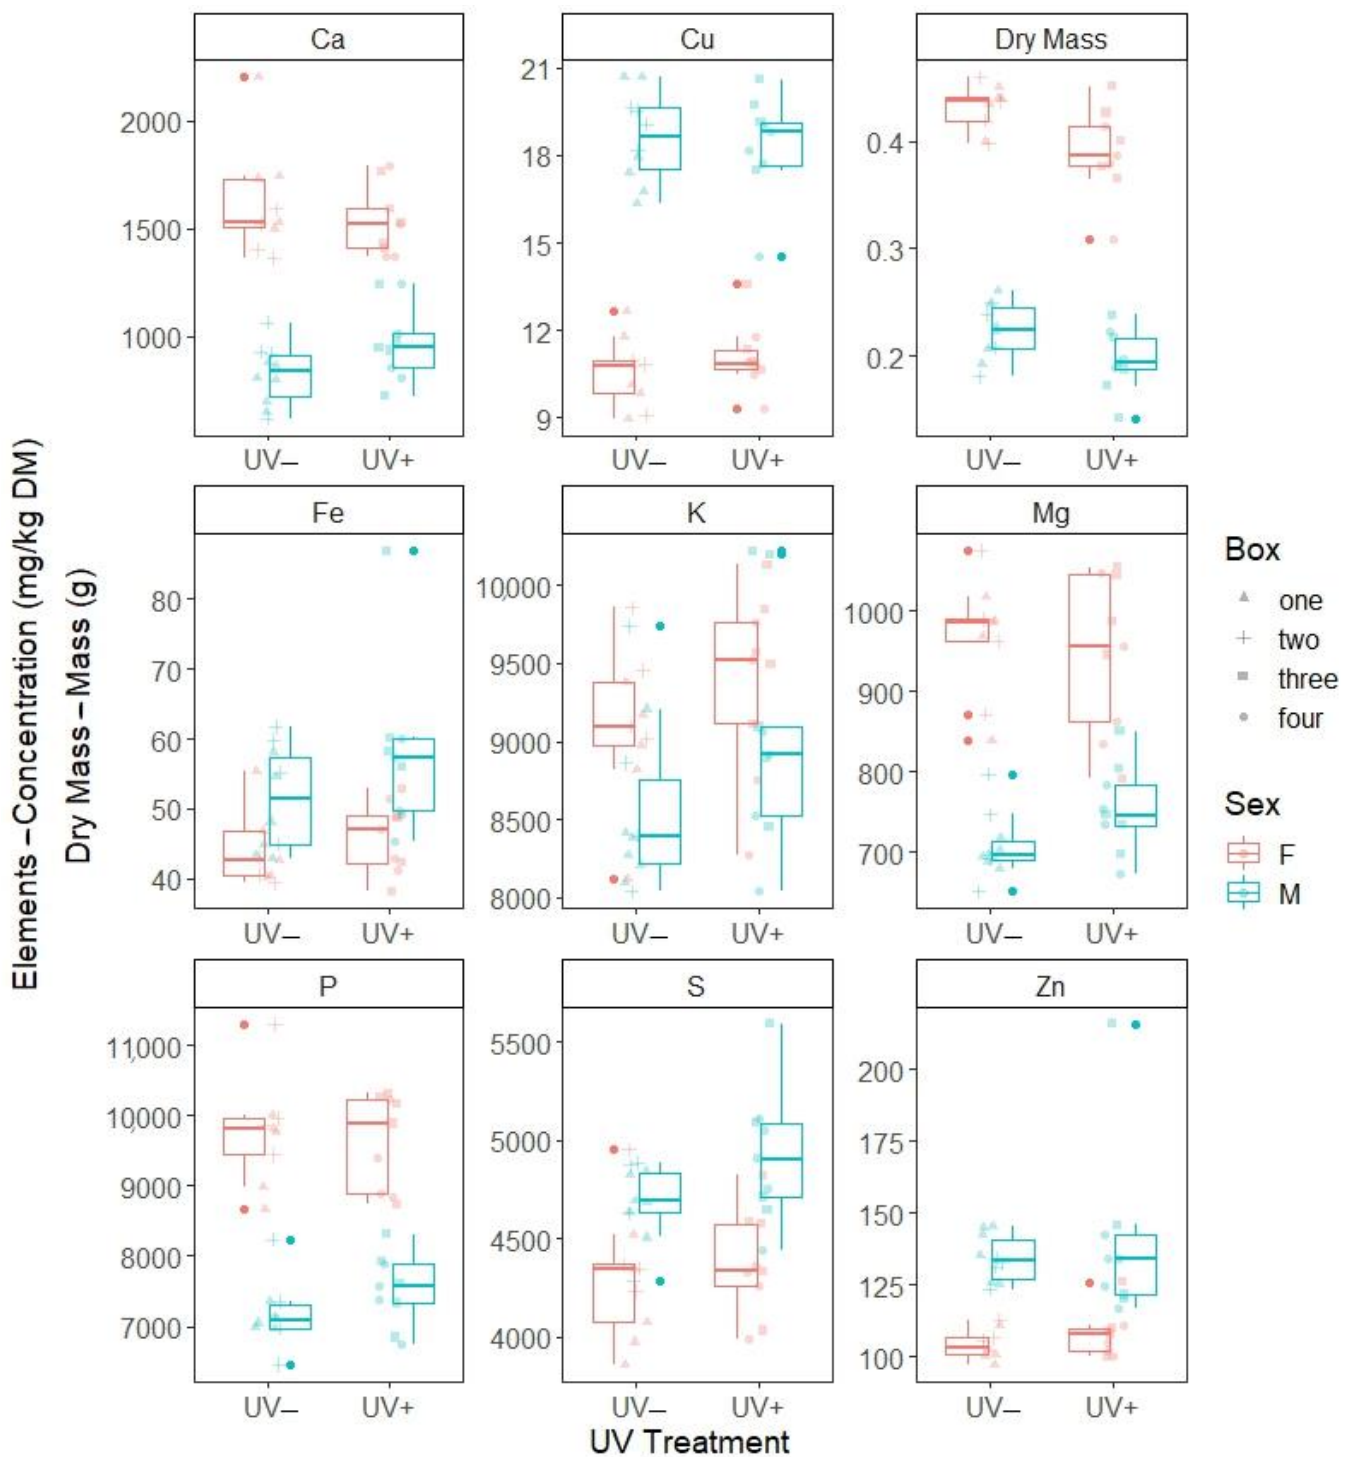 Ca
Cu
Dry Mass
2000
1500
1000
21
18
15
12
9
0.4
0.3
0.2
UV–
UV+
UV–
UV+
UV–
UV+
Fe
K
Mg
80
70
60
50
40
10,000
9500
9000
8500
8000
1000
900
800
700
UV–
UV+
UV–
UV+
UV–
UV+
P
S
Zn
11,000
10000
9000
8000
7000
5500
5000
4500
4000
200
175
150
125
100
UV–
UV+
UV–
UV+
UV–
UV+
UV Treatment
Elements –Concentration (mg/kg DM)
Dry Mass –Mass (g)
Box
one
two
three
four
Sex
F
M